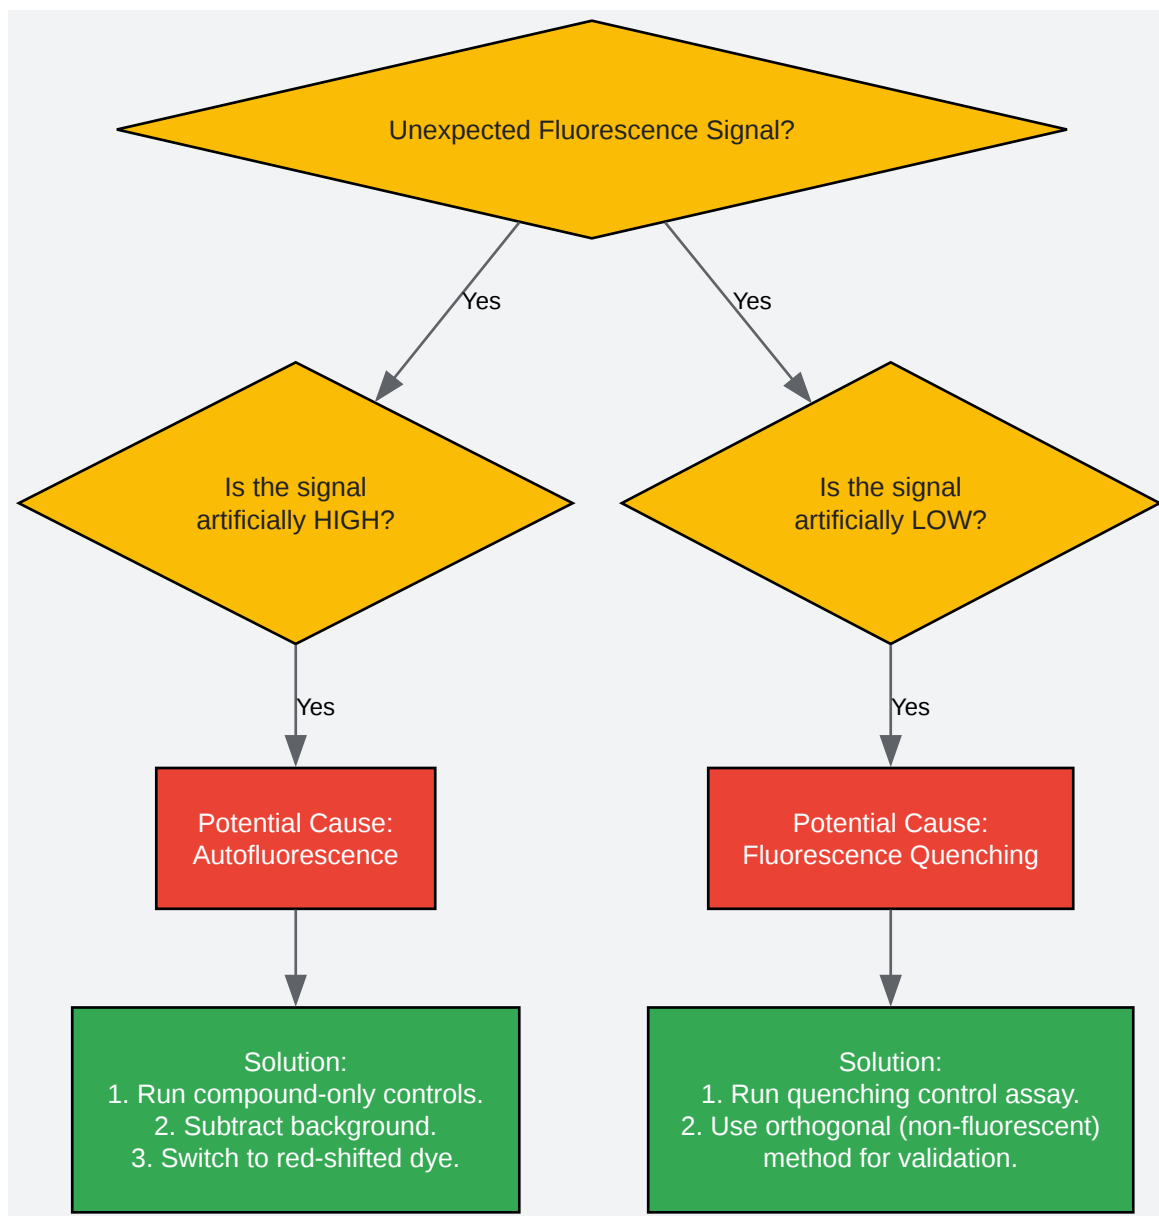 Unexpected Fluorescence Signal?
Yes
Yes
Is the signal
artificially HIGH?
Is the signal
artificially LOW?
Yes
Yes
Potential Cause:
Autofluorescence
Potential Cause:
Fluorescence Quenching
Solution:
1. Run compound-only controls.
2. Subtract background.
3. Switch to red-shifted dye.
Solution:
1. Run quenching control assay.
2. Use orthogonal (non-fluorescent)
method for validation.